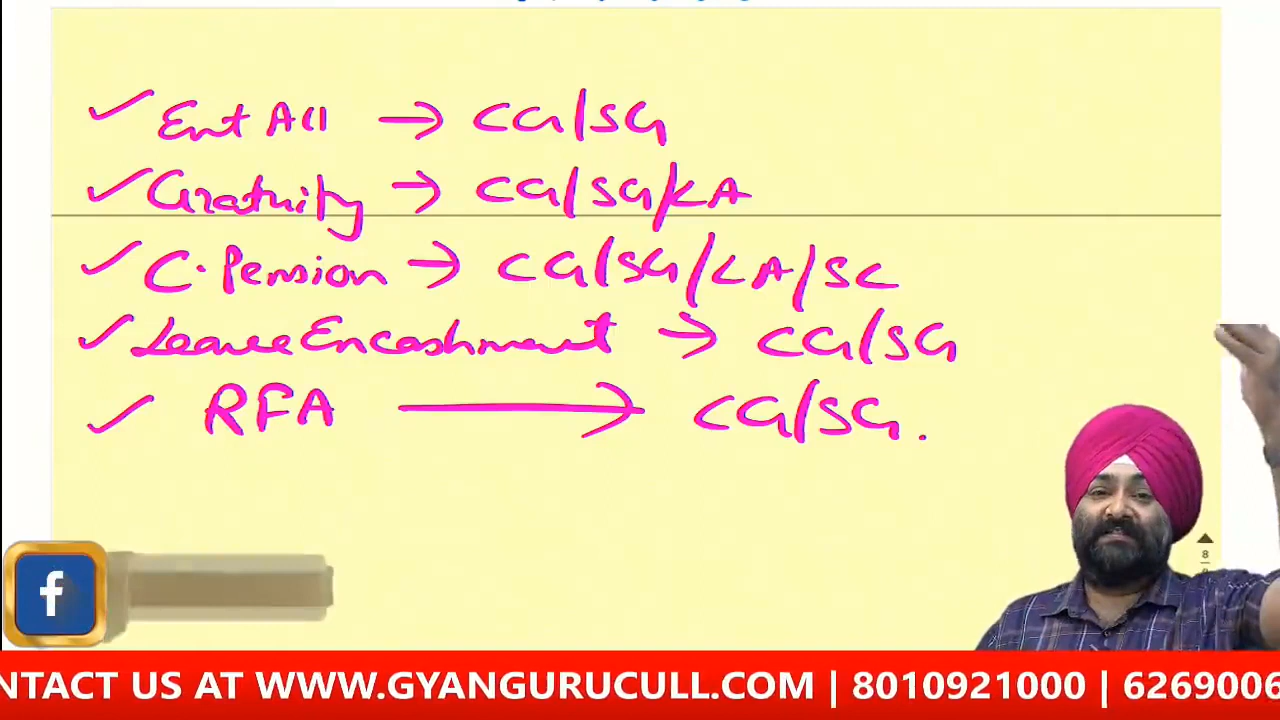 Ent All → CG/SG
Gratuity → CG/SG/LA
C. Pension → CG/SG/LA/SC
Leave Encashment → CG/SG
RFA → CG/SG.
f
8
NTACT US AT WWW.GYANGURUCULL.COM | 8010921000 | 6269006